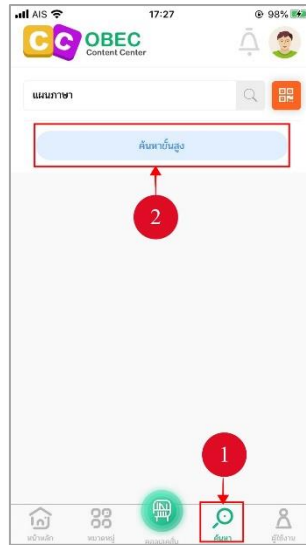 AIS 17:27 98%
CC OBEC
Content Center
แผนภาษา
ค้นหาขั้นสูง
2
1
หน้าหลัก หมวดหมู่ ค้นหา ผู้ใช้งาน